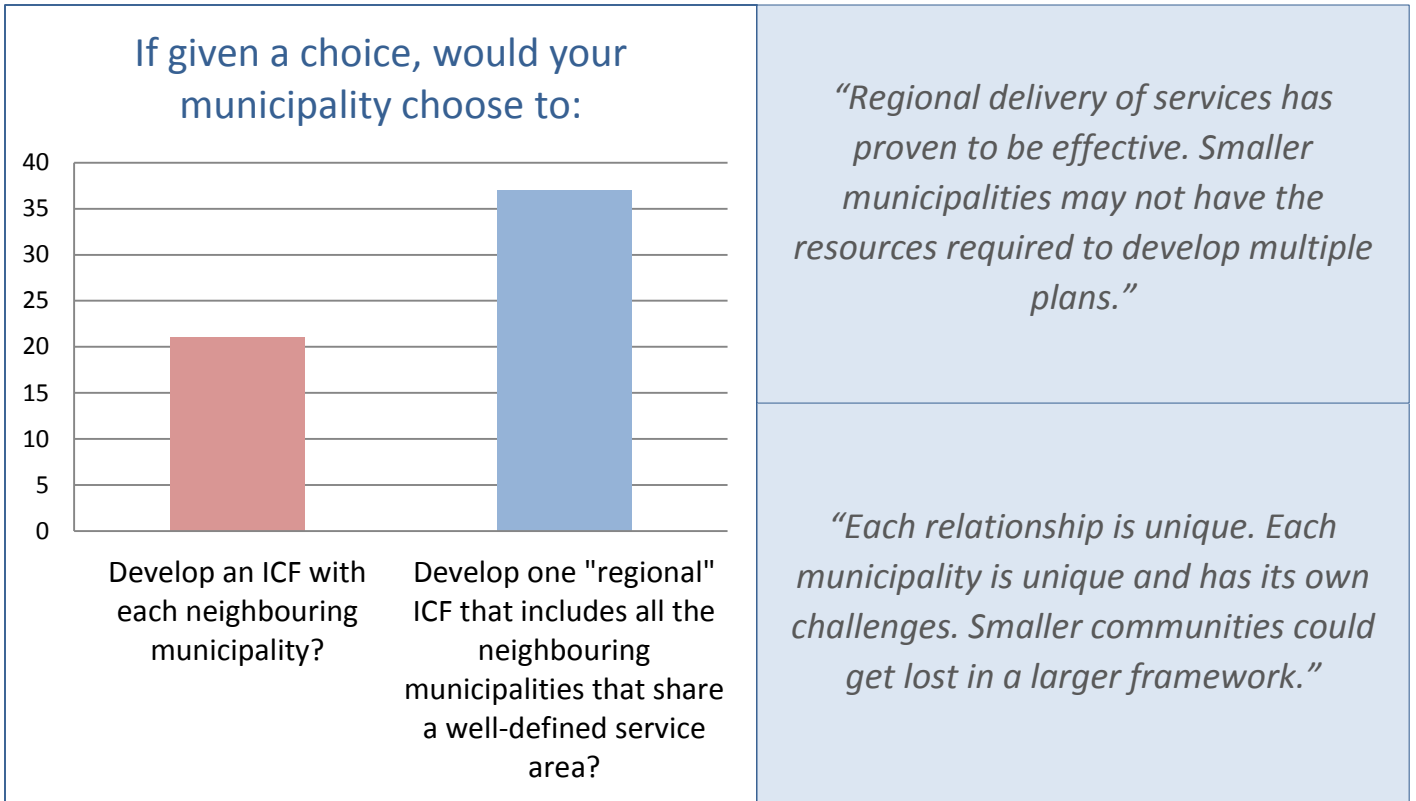 If given a choice, would your
municipality choose to:
40
35
30
25
20
15
10
5
0
Develop an ICF with
each neighbouring
municipality?
Develop one "regional"
ICF that includes all the
neighbouring
municipalities that share
a well-defined service
area?
“Regional delivery of services has
proven to be effective. Smaller
municipalities may not have the
resources required to develop multiple
plans.”
“Each relationship is unique. Each
municipality is unique and has its own
challenges. Smaller communities could
get lost in a larger framework.”